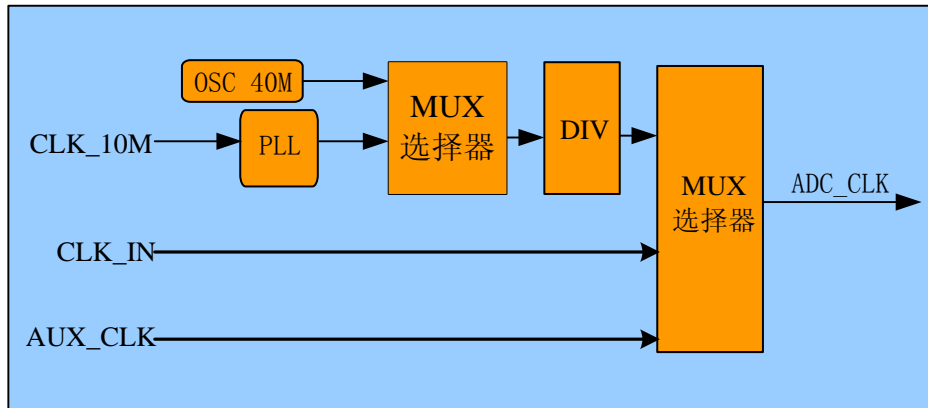 OSC 40M
CLK_10M
PLL
MUX
选择器
DIV
MUX
选择器
ADC_CLK
CLK_IN
AUX_CLK